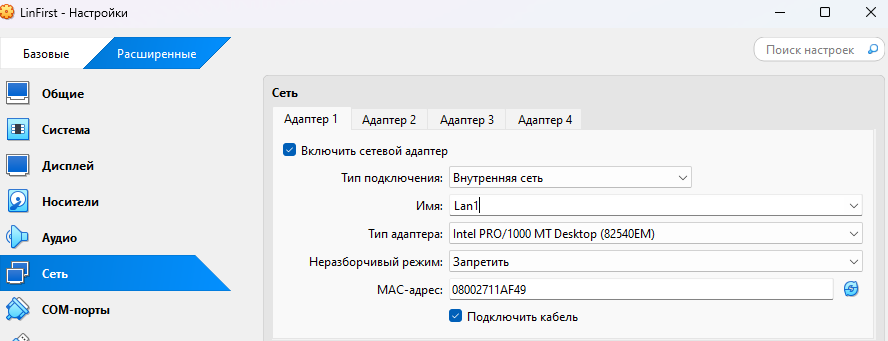 LinFirst - Настройки
Базовые Расширенные Поиск настроек
Общие
Система
Дисплей
Носители
Аудио
Сеть
COM-порты
Сеть
Адаптер 1 Адаптер 2 Адаптер 3 Адаптер 4
Включить сетевой адаптер
Тип подключения: Внутренняя сеть
Имя: Lan1
Тип адаптера: Intel PRO/1000 MT Desktop (82540EM)
Неразборчивый режим: Запретить
MAC-адрес: 08002711AF49
Подключить кабель